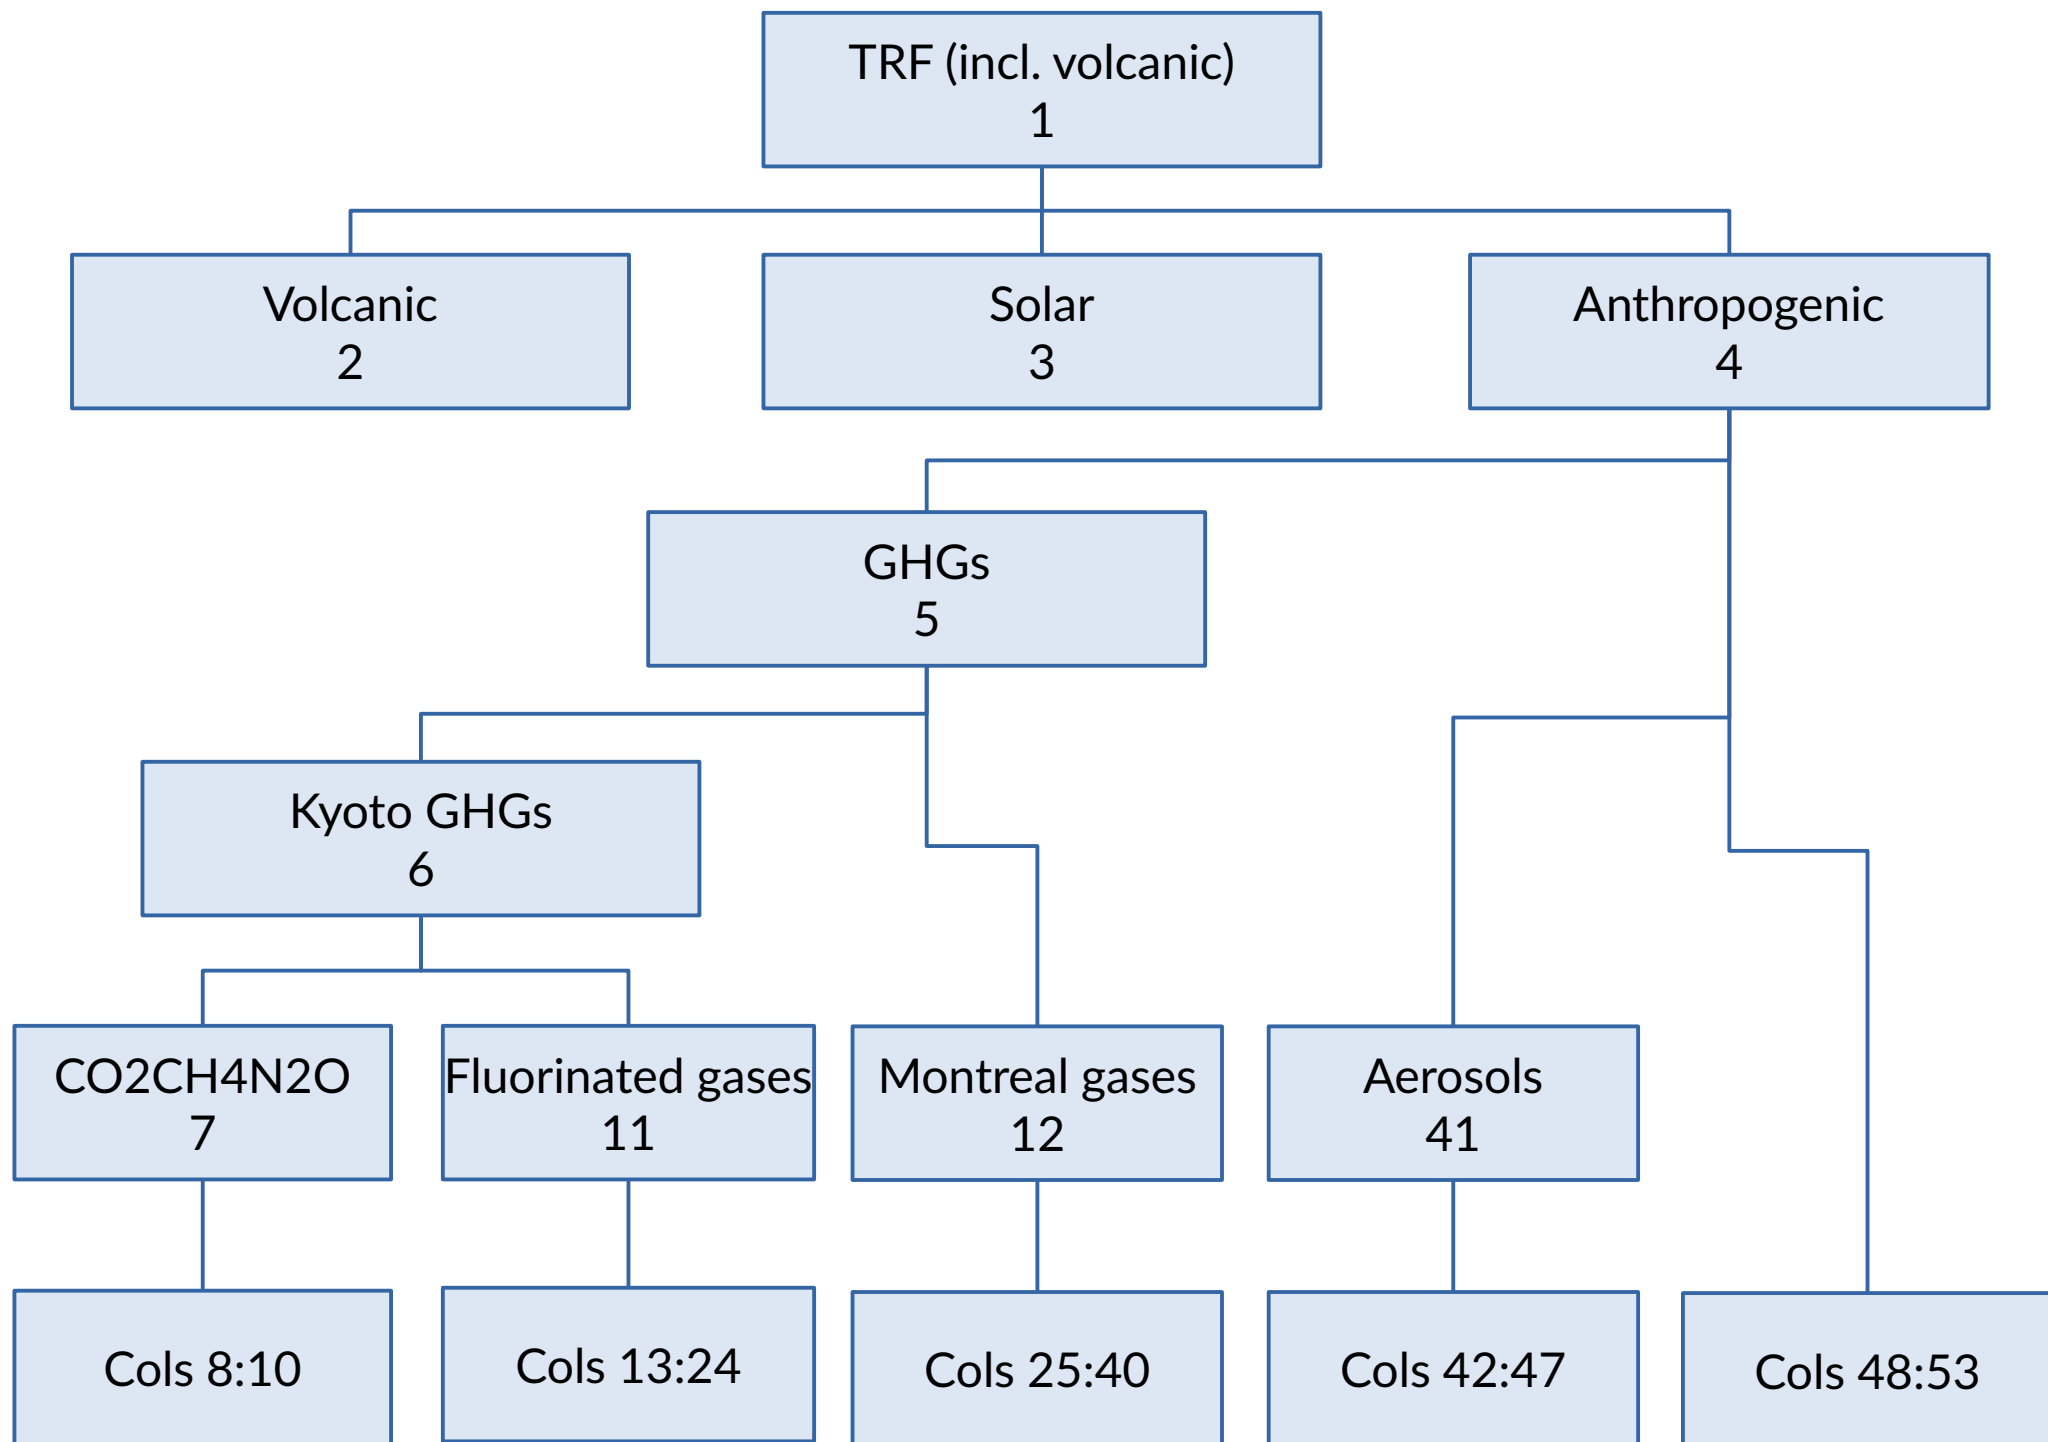 TRF (incl. volcanic)
1
Volcanic
2
Solar
3
Anthropogenic
4
GHGs
5
Kyoto GHGs
6
CO2CH4N2O
7
Fluorinated gases
11
Montreal gases
12
Aerosols
41
Cols 8:10
Cols 13:24
Cols 25:40
Cols 42:47
Cols 48:53